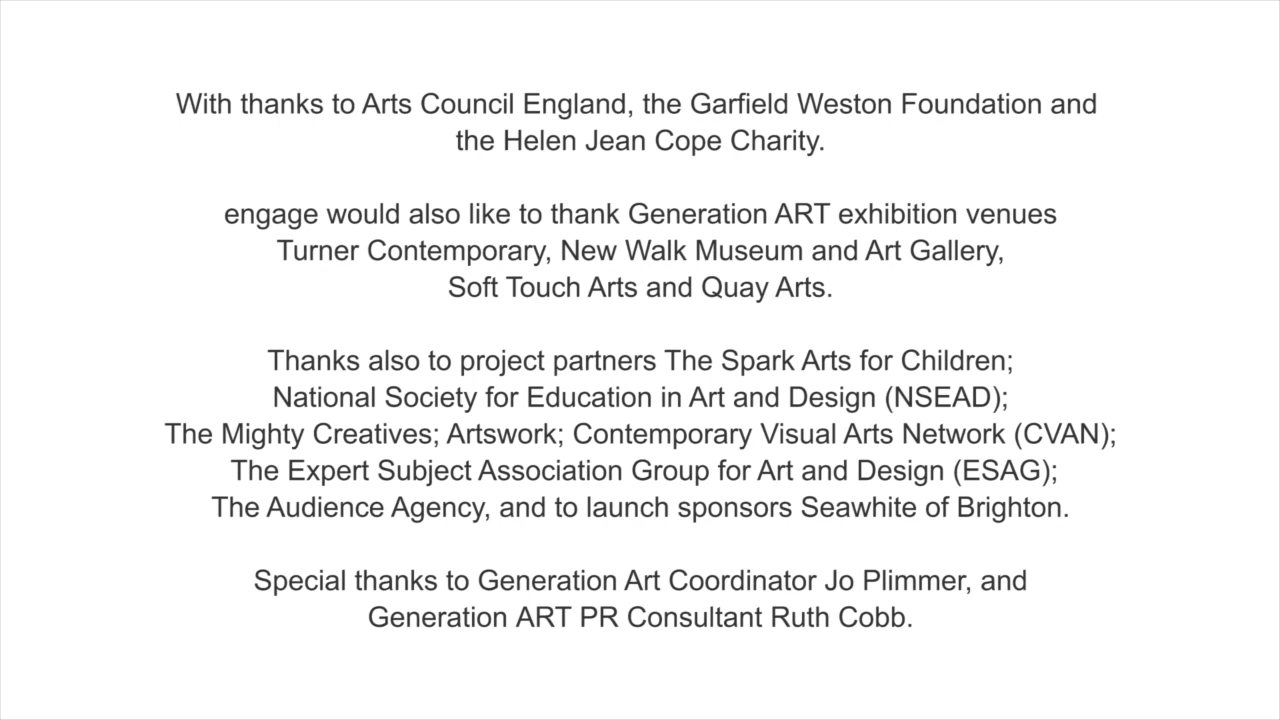 With thanks to Arts Council England, the Garfield Weston Foundation and
the Helen Jean Cope Charity.
engage would also like to thank Generation ART exhibition venues
Turner Contemporary, New Walk Museum and Art Gallery,
Soft Touch Arts and Quay Arts.
Thanks also to project partners The Spark Arts for Children;
National Society for Education in Art and Design (NSEAD);
The Mighty Creatives; Artswork; Contemporary Visual Arts Network (CVAN);
The Expert Subject Association Group for Art and Design (ESAG);
The Audience Agency, and to launch sponsors Seawhite of Brighton.
Special thanks to Generation Art Coordinator Jo Plimmer, and
Generation ART PR Consultant Ruth Cobb.